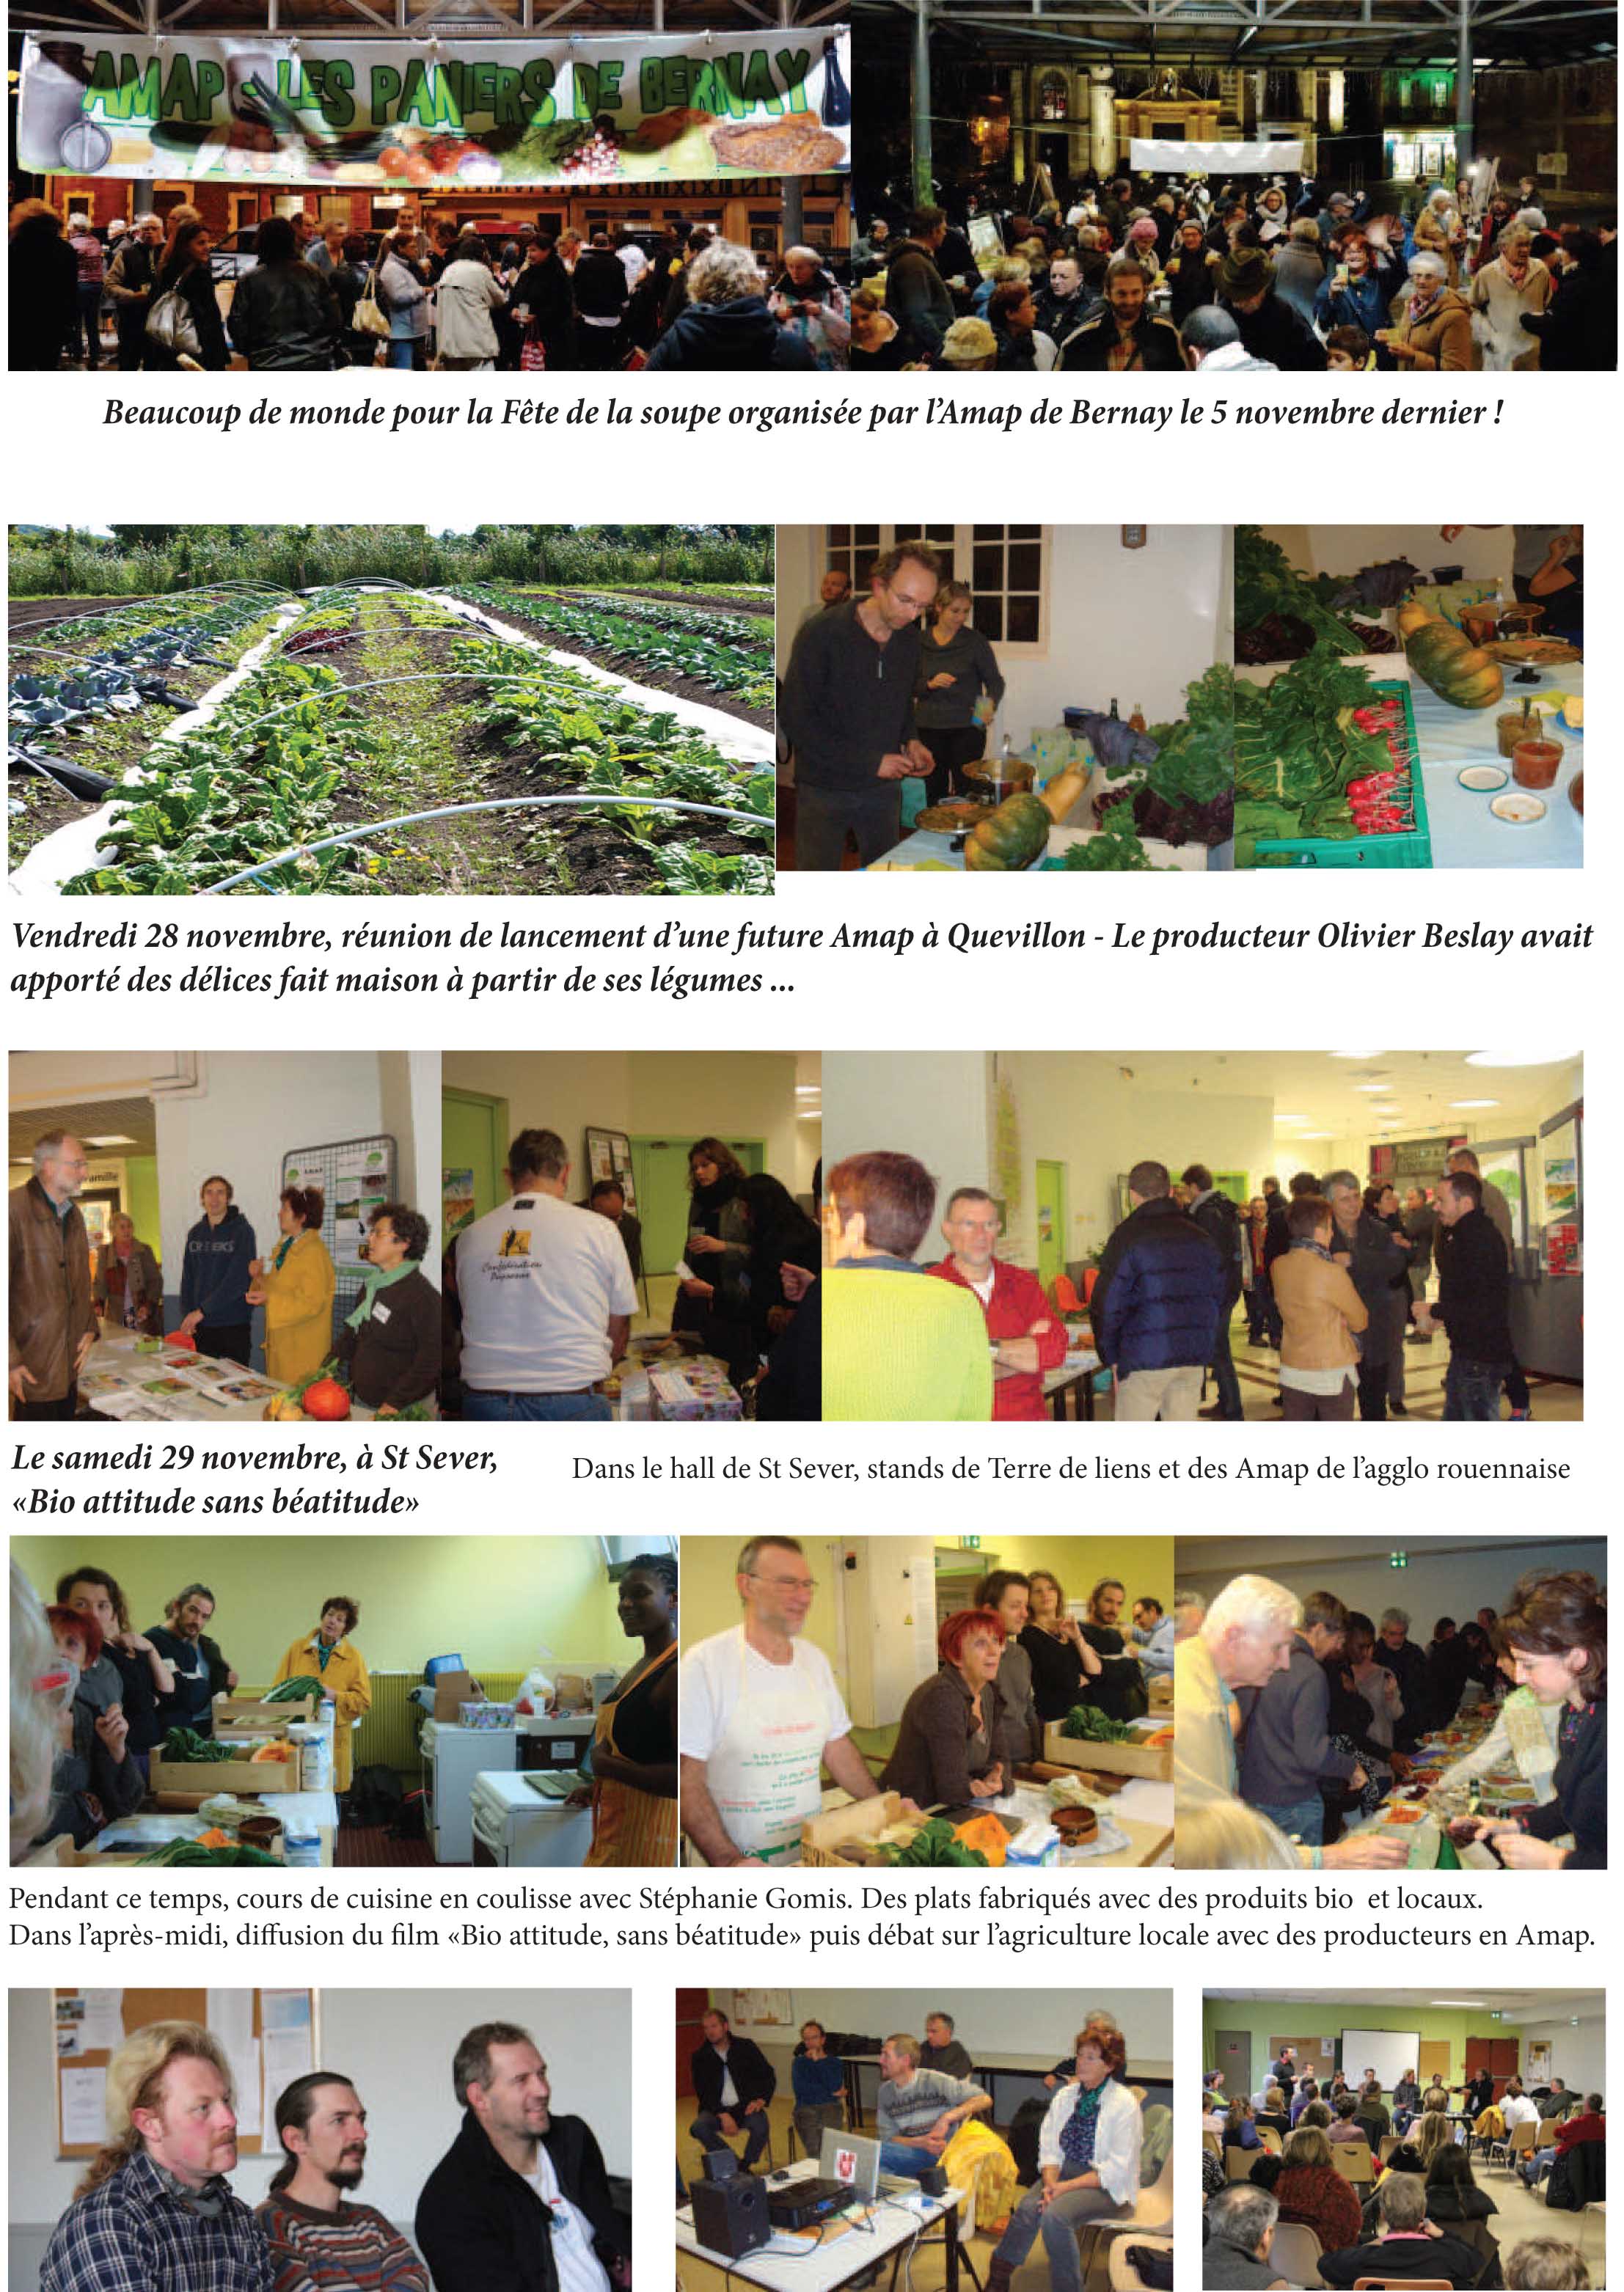 AMAP - LES PANIERS DE BERNAY
Beaucoup de monde pour la Fête de la soupe organisée par l’Amap de Bernay le 5 novembre dernier !
Vendredi 28 novembre, réunion de lancement d’une future Amap à Quevillon - Le producteur Olivier Beslay avait
apporté des délices fait maison à partir de ses légumes ...
Confédération
Paysanne
Le samedi 29 novembre, à St Sever,
«Bio attitude sans béatitude»
Dans le hall de St Sever, stands de Terre de liens et des Amap de l’agglo rouennaise
Pendant ce temps, cours de cuisine en coulisse avec Stéphanie Gomis. Des plats fabriqués avec des produits bio et locaux.
Dans l’après-midi, diffusion du film «Bio attitude, sans béatitude» puis débat sur l’agriculture locale avec des producteurs en Amap.